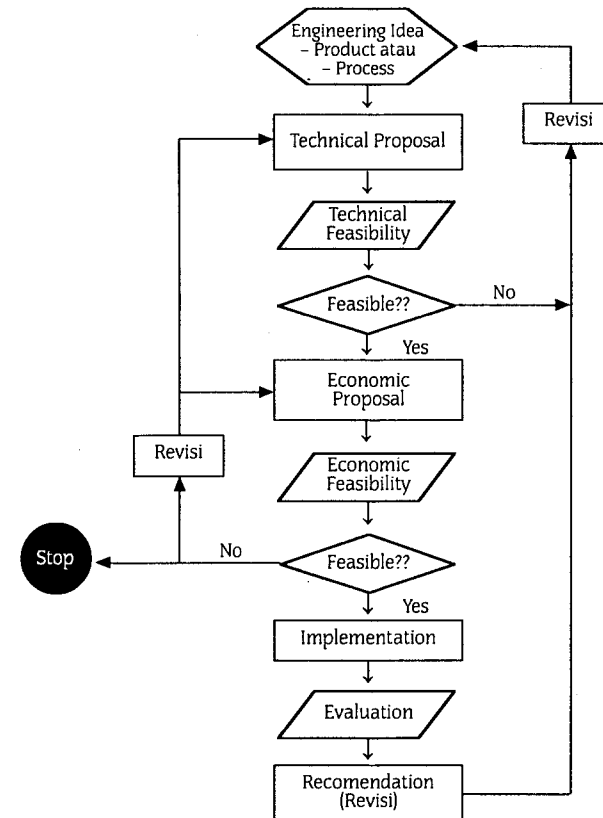 Engineering Idea
– Product atau
– Process
Revisi
Technical Proposal
Technical
Feasibility
Feasible??
No
Yes
Economic
Proposal
Revisi
Economic
Feasibility
Stop
No
Feasible??
Yes
Implementation
Evaluation
Recomendation
(Revisi)